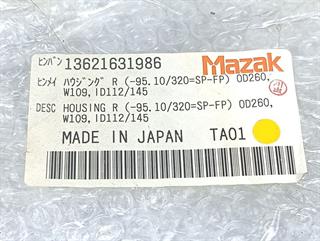 ヒンバン 13621631986
Mazak
ヒンメイ ハウジング R (-95.10/320=SP-FP) OD260,
W109,ID112/145
DESC HOUSING R (-95.10/320=SP-FP) OD260,
W109,ID112/145
MADE IN JAPAN TA01